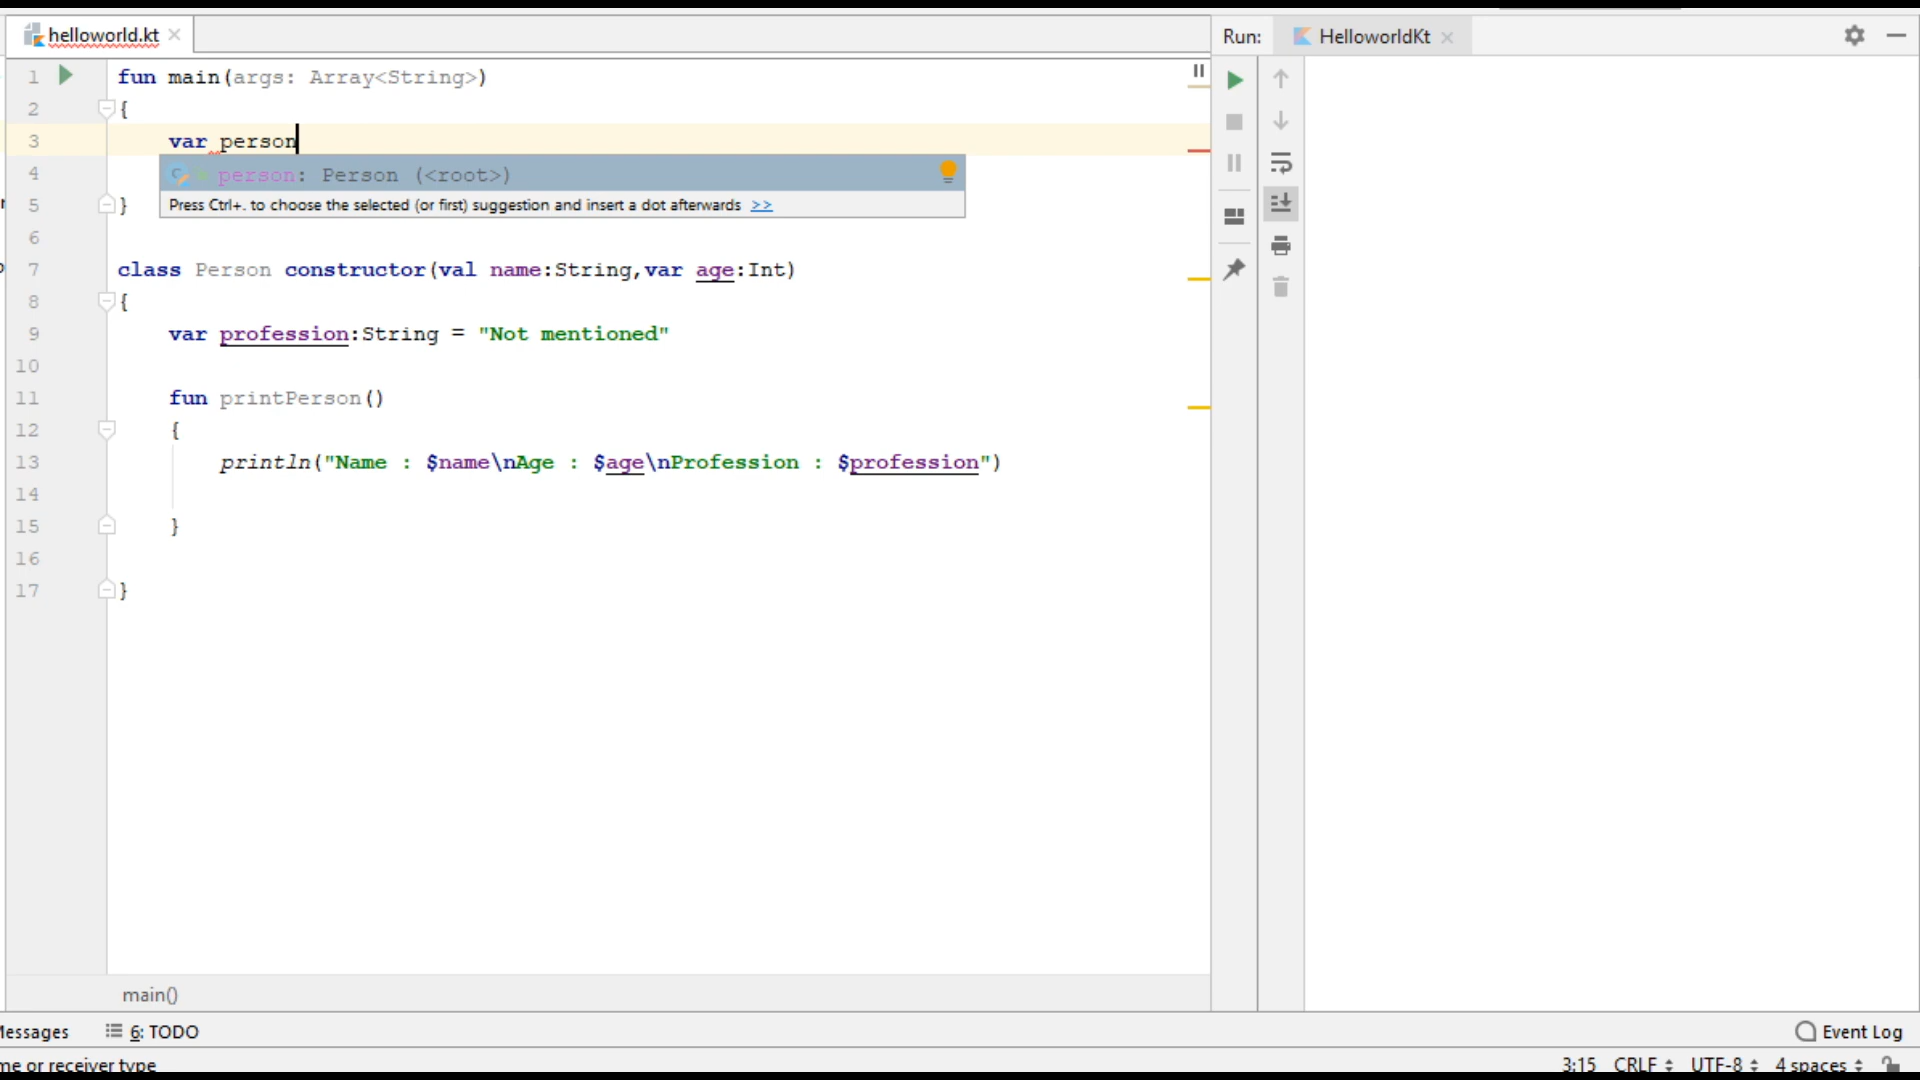 helloworld.kt
Run: HelloworldKt
1 fun main(args: Array<String>)
2 {
3 var person
person: Person (<root>)
Press Ctrl+. to choose the selected (or first) suggestion and insert a dot afterwards >>
4
5 }
6
7 class Person constructor(val name:String,var age:Int)
8 {
9 var profession:String = "Not mentioned"
10
11 fun printPerson()
12 {
13 println("Name : $name\nAge : $age\nProfession : $profession")
14
15 }
16
17 }
main()
Messages 6: TODO Event Log
me or receiver type 3:15 CRLF UTF-8 4 spaces